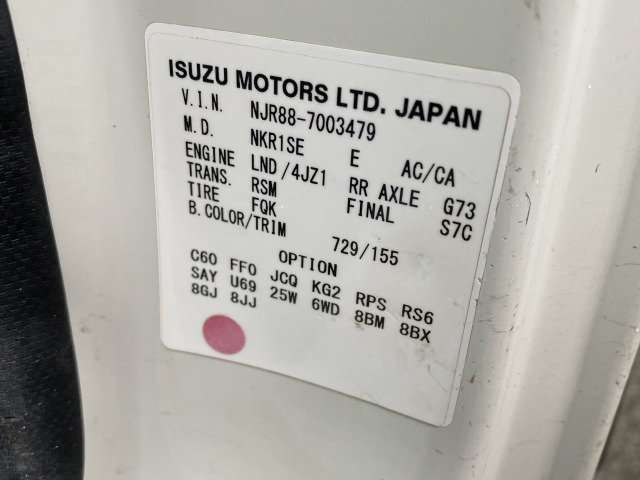 ISUZU MOTORS LTD. JAPAN
V.I.N. NJR88-7003479
M.D. NKR1SE E AC/CA
ENGINE LND /4JZ1 RR AXLE G73
TRANS. RSM FINAL S7C
TIRE FQK
B.COLOR/TRIM 729/155
OPTION
C60 FF0 JCQ KG2 RPS RS6
SAY U69 25W 6WD 8BM 8BX
8GJ 8JJ